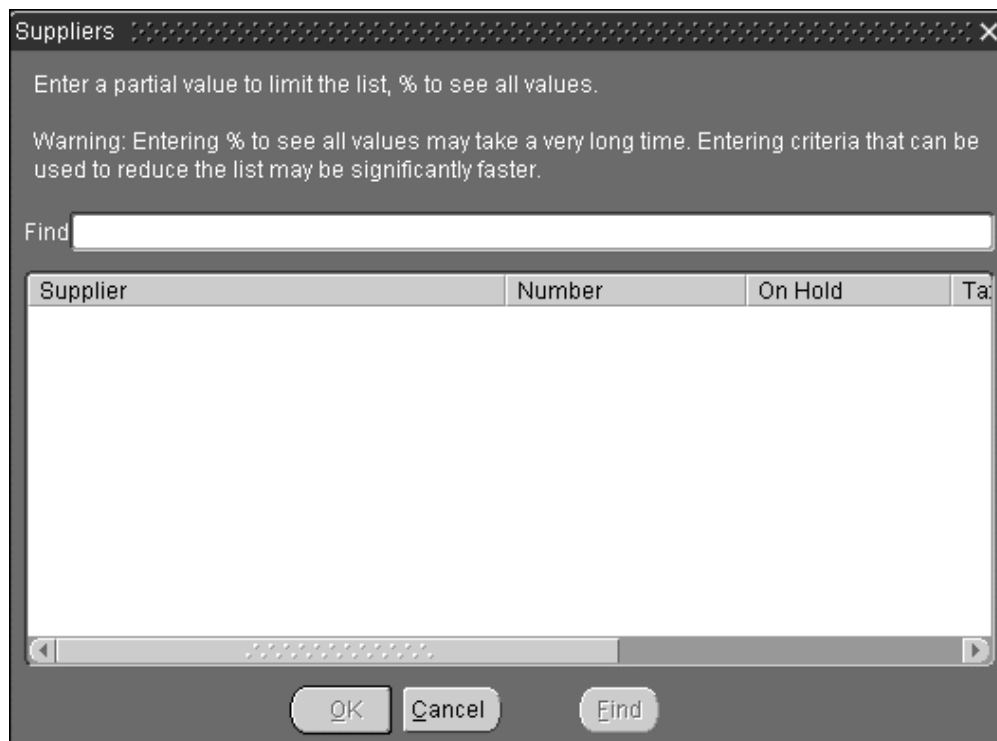 Suppliers
Enter a partial value to limit the list, % to see all values.
Warning: Entering % to see all values may take a very long time. Entering criteria that can be
used to reduce the list may be significantly faster.
Find
Supplier Number On Hold
OK Cancel Find